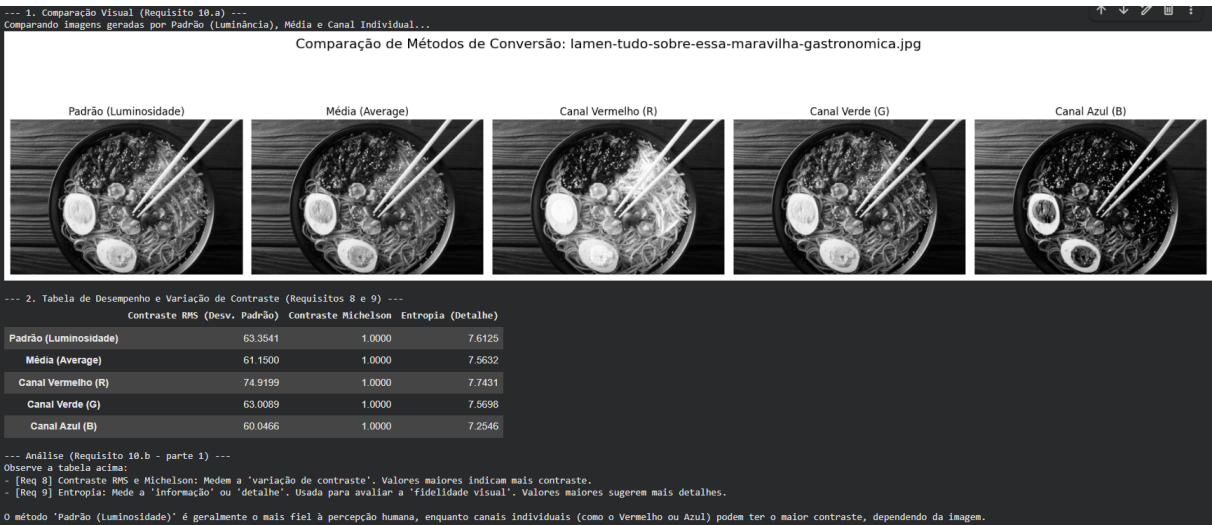 --- 1. Comparação Visual (Requisito 10.a) ---
Comparando imagens geradas por Padrão (Luminância), Média e Canal Individual...
Comparação de Métodos de Conversão: lamen-tudo-sobre-essa-maravilha-gastronomica.jpg
Padrão (Luminosidade) Média (Average) Canal Vermelho (R) Canal Verde (G) Canal Azul (B)
--- 2. Tabela de Desempenho e Variação de Contraste (Requisitos 8 e 9) ---
Contraste RMS (Desv. Padrão) Contraste Michelson Entropia (Detalhe)
Padrão (Luminosidade) 63.3541 1.0000 7.6125
Média (Average) 61.1500 1.0000 7.5632
Canal Vermelho (R) 74.9199 1.0000 7.7431
Canal Verde (G) 63.0089 1.0000 7.5698
Canal Azul (B) 60.0466 1.0000 7.2546
--- Análise (Requisito 10.b - parte 1) ---
Observe a tabela acima:
- [Req 8] Contraste RMS e Michelson: Medem a 'variação de contraste'. Valores maiores indicam mais contraste.
- [Req 9] Entropia: Mede a 'informação' ou 'detalhe'. Usada para avaliar a 'fidelidade visual'. Valores maiores sugerem mais detalhes.
O método 'Padrão (Luminosidade)' é geralmente o mais fiel à percepção humana, enquanto canais individuais (como o Vermelho ou Azul) podem ter o maior contraste, dependendo da imagem.